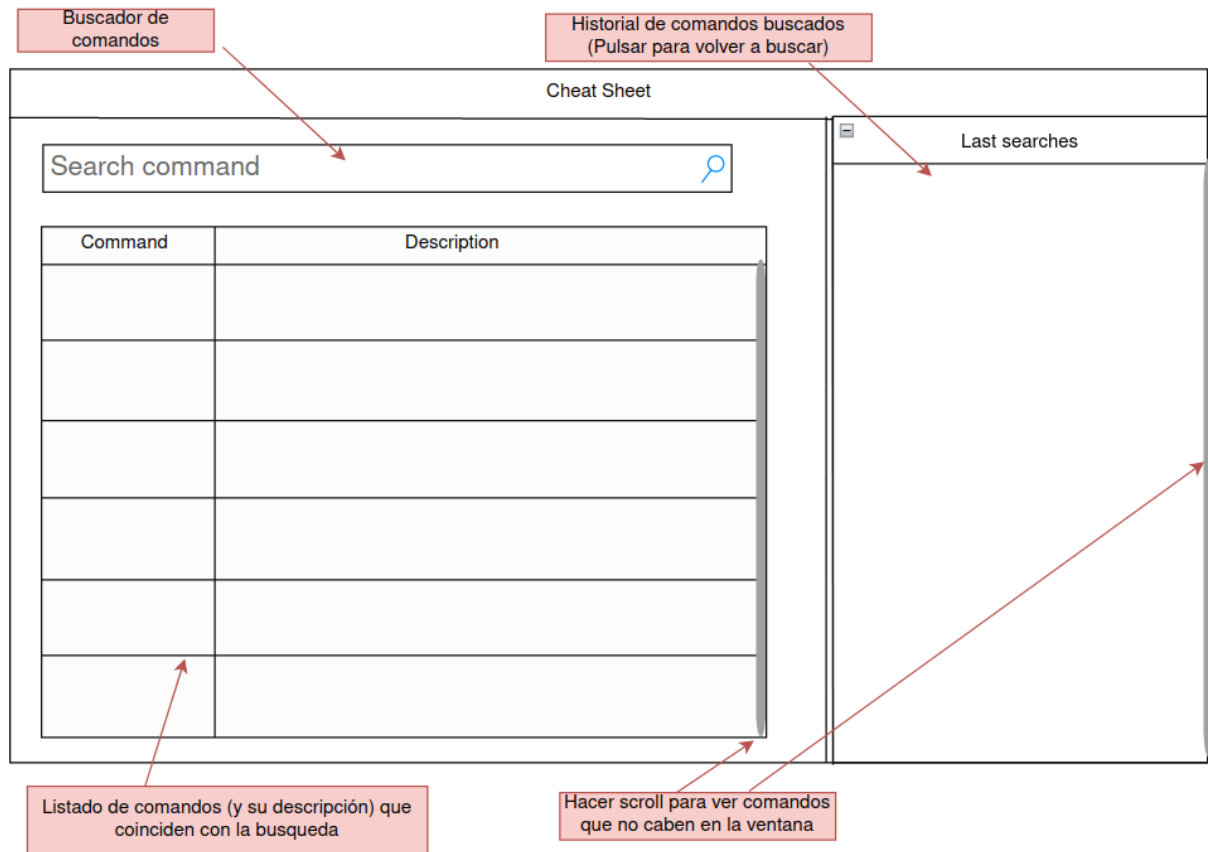 Buscador de
comandos
Historial de comandos buscados
(Pulsar para volver a buscar)
Cheat Sheet
Search command
Last searches
Command
Description
Listado de comandos (y su descripción) que
coinciden con la busqueda
Hacer scroll para ver comandos
que no caben en la ventana